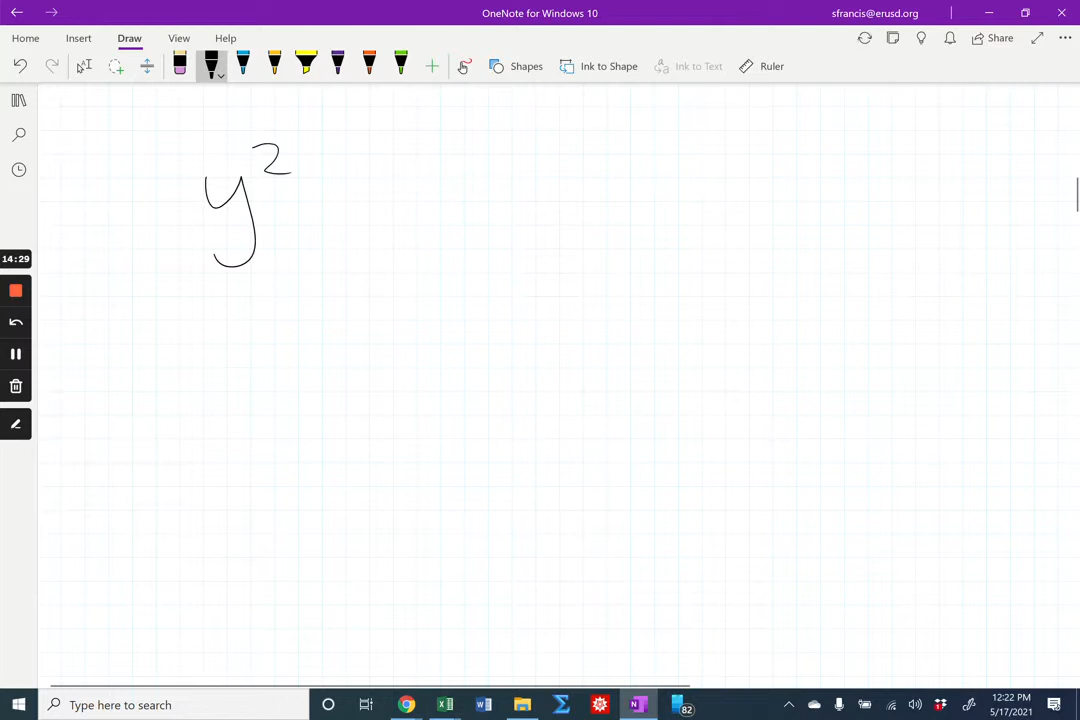 OneNote for Windows 10
sfrancis@erusd.org
Home Insert Draw View Help
Share
Shapes
Ink to Shape
Ink to Text
Ruler
y²
14:29
Type here to search
82
12:22 PM
5/17/2021